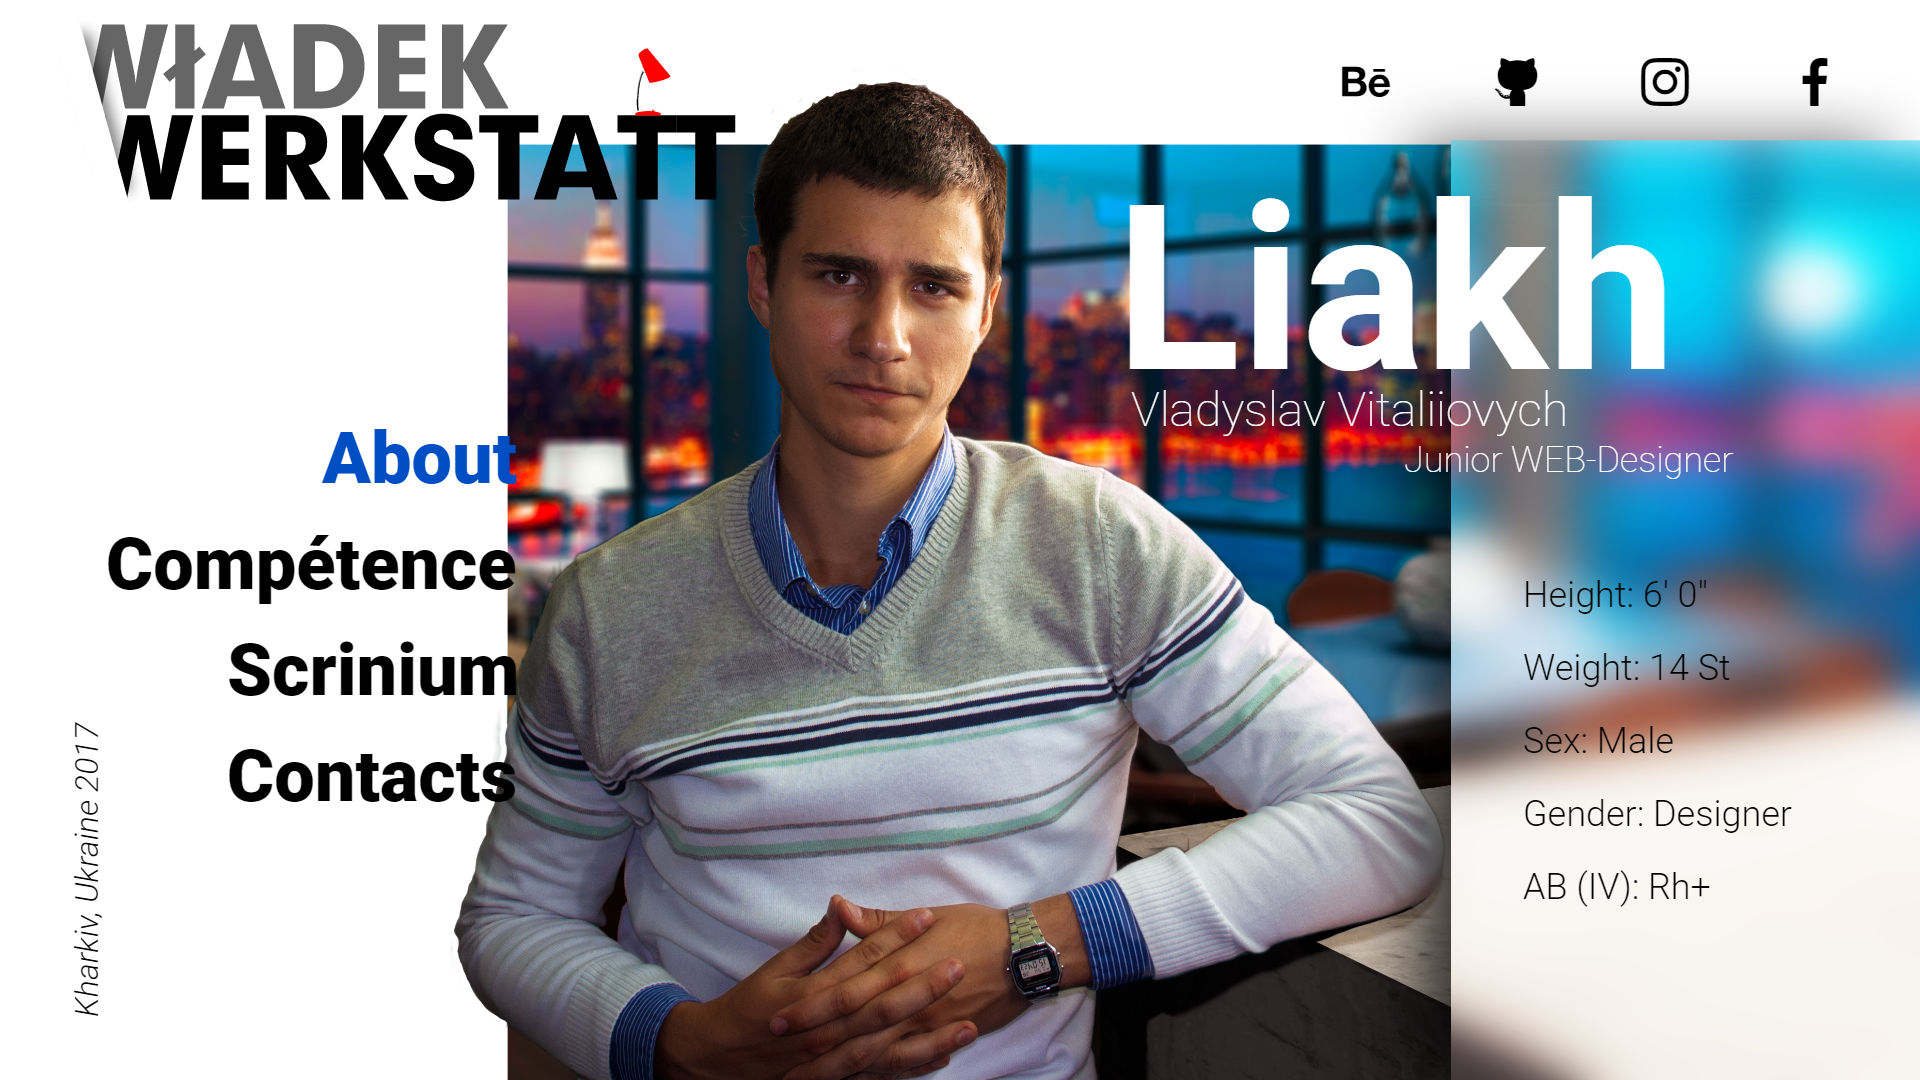 WłADEK
WERKSTATT
Bē
Liakh
Vladyslav Vitaliiovych
Junior WEB-Designer
About
Compétence
Scrinium
Contacts
Height: 6' 0"
Weight: 14 St
Sex: Male
Gender: Designer
AB (IV): Rh+
Kharkiv, Ukraine 2017